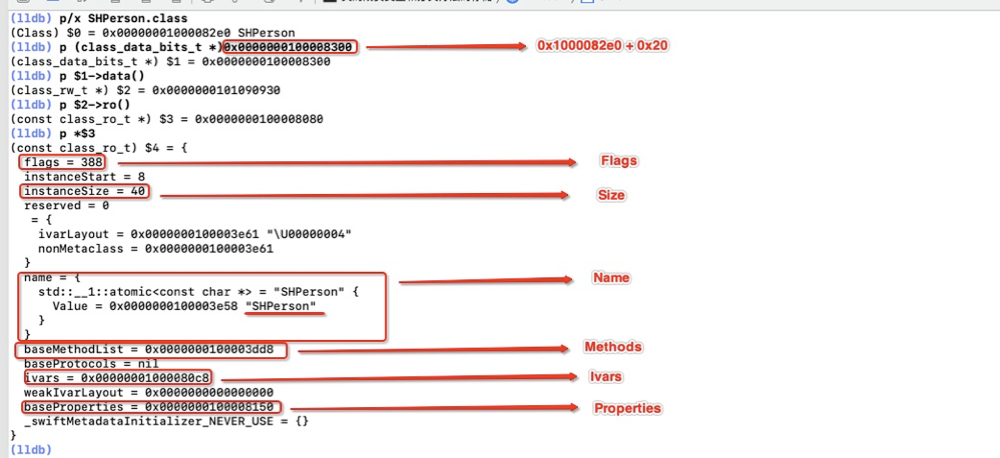 (lldb) p/x SHPerson.class
(Class) $0 = 0x00000001000082e0 SHPerson
(lldb) p (class_data_bits_t *)0x0000000100008300 0x1000082e0 + 0x20
(class_data_bits_t *) $1 = 0x0000000100008300
(lldb) p $1->data()
(class_rw_t *) $2 = 0x0000000101090930
(lldb) p $2->ro()
(const class_ro_t *) $3 = 0x0000000100008080
(lldb) p *$3
(const class_ro_t) $4 = {
flags = 388 Flags
instanceStart = 8
instanceSize = 40 Size
reserved = 0
= {
ivarLayout = 0x0000000100003e61 "\U00000004"
nonMetaclass = 0x0000000100003e61
}
name = { Name
std::__1::atomic<const char *> = "SHPerson" {
Value = 0x0000000100003e58 "SHPerson"
}
}
baseMethodList = 0x0000000100003dd8 Methods
baseProtocols = nil
ivars = 0x00000001000080c8 Ivars
weakIvarLayout = 0x0000000000000000
baseProperties = 0x0000000100008150 Properties
_swiftMetadataInitializer_NEVER_USE = {}
}
(lldb)